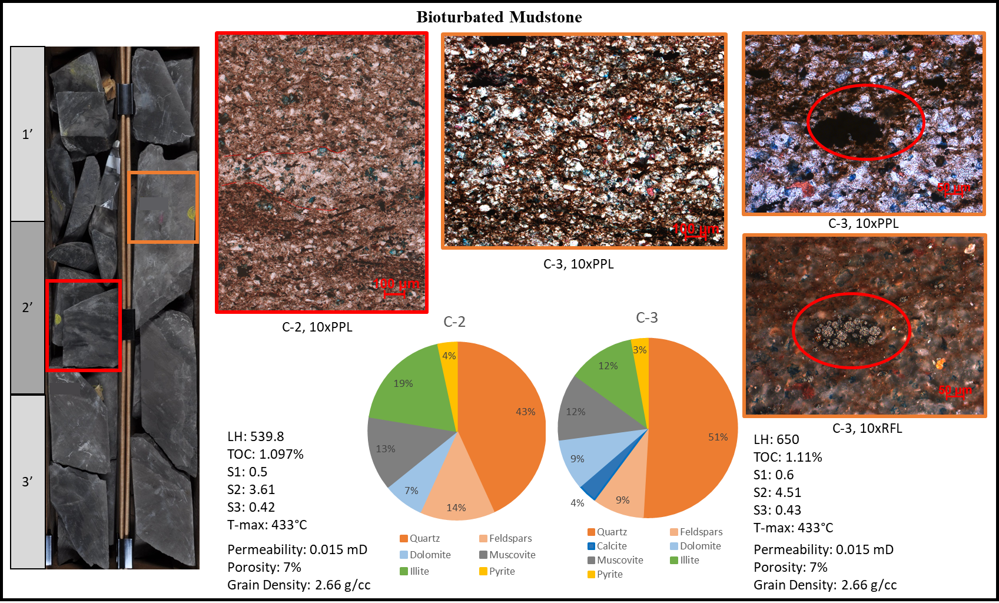 Bioturbated Mudstone
1’
2’
3’
100 µm
C-2, 10xPPL
100 µm
C-3, 10xPPL
50 µm
C-3, 10xPPL
50 µm
C-3, 10xRFL
C-2
4%
19%
43%
13%
7%
14%
Quartz
Feldspars
Dolomite
Muscovite
Illite
Pyrite
C-3
3%
12%
12%
51%
9%
4%
9%
Quartz
Feldspars
Calcite
Dolomite
Muscovite
Illite
Pyrite
LH: 539.8
TOC: 1.097%
S1: 0.5
S2: 3.61
S3: 0.42
T-max: 433°C
Permeability: 0.015 mD
Porosity: 7%
Grain Density: 2.66 g/cc
LH: 650
TOC: 1.11%
S1: 0.6
S2: 4.51
S3: 0.43
T-max: 433°C
Permeability: 0.015 mD
Porosity: 7%
Grain Density: 2.66 g/cc